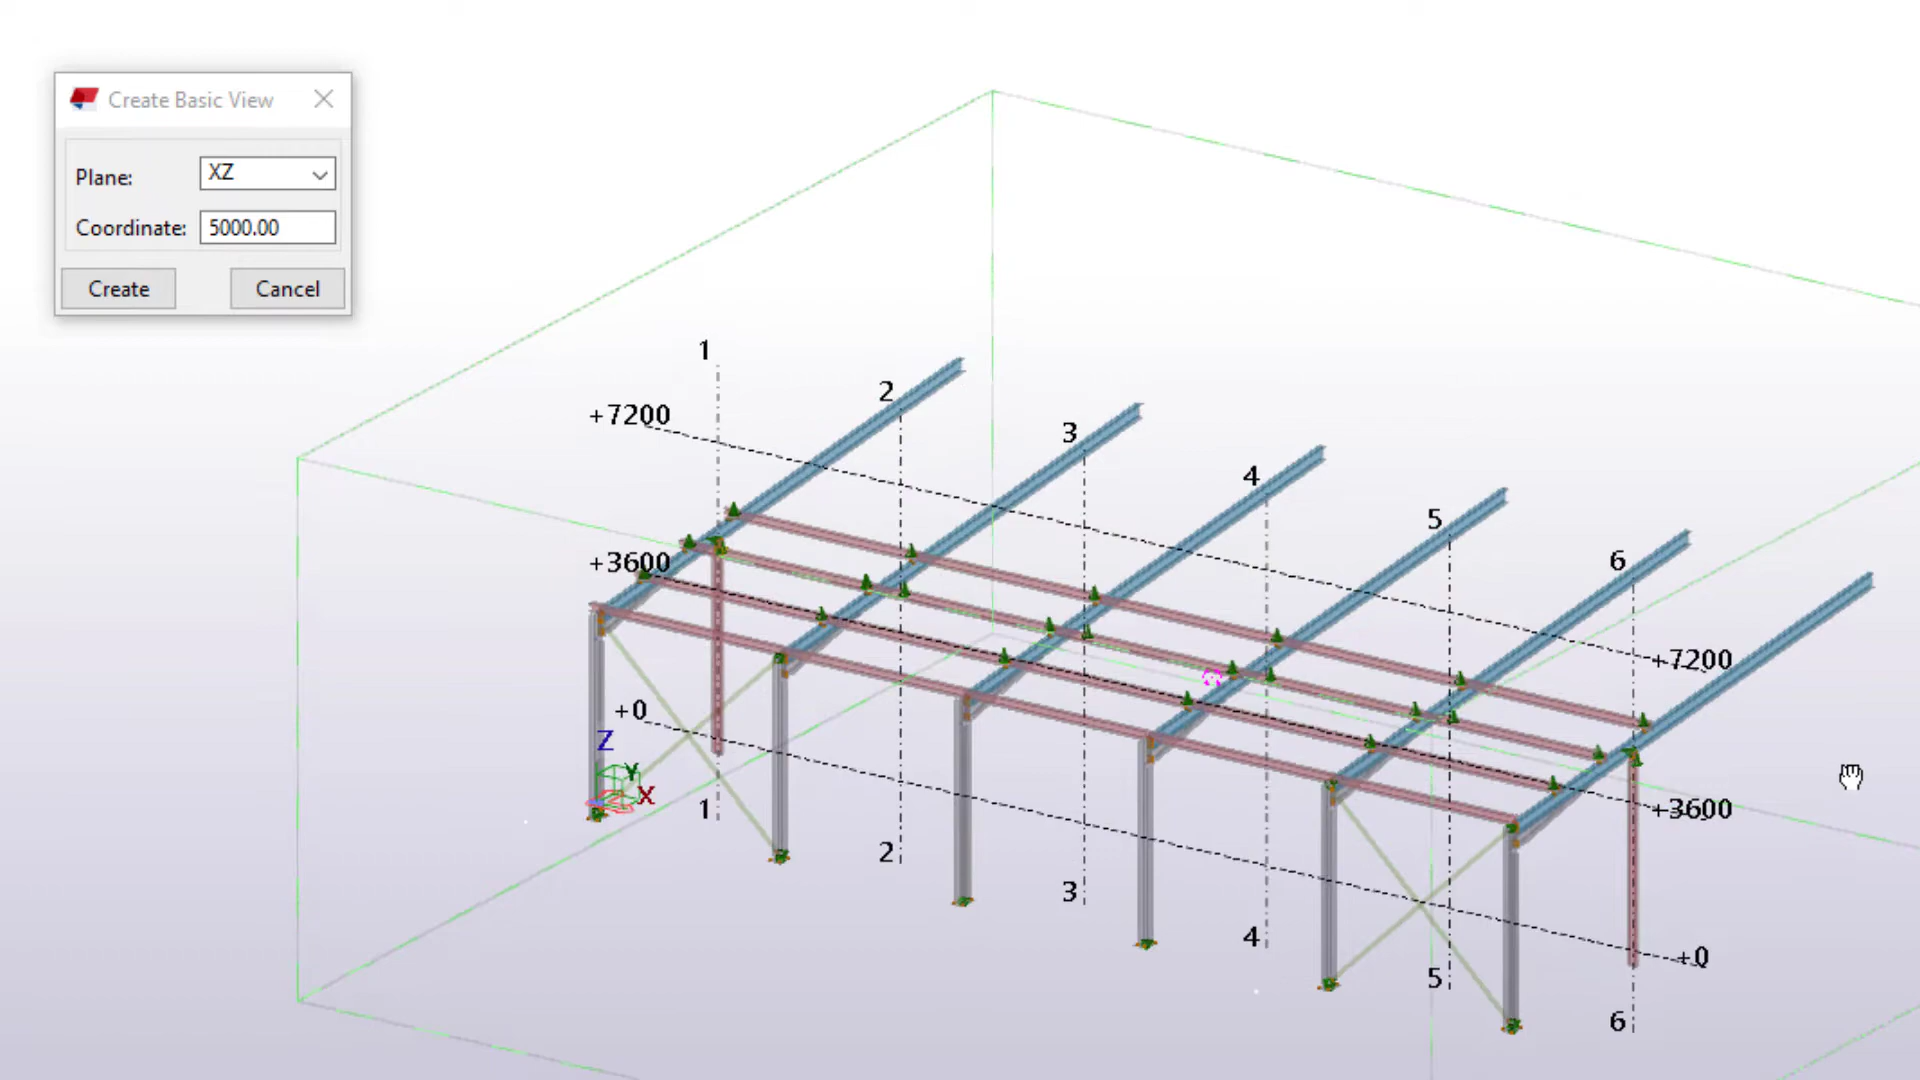 Create Basic View
Plane: XZ
Coordinate: 5000.00
Create Cancel
1
2
3
4
5
6
+7200
+3600
+0
+7200
+3600
+0
Z
Y
X
1
2
3
4
5
6